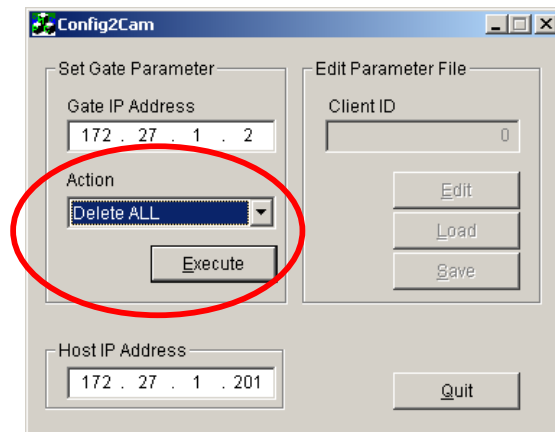 Config2Cam
Set Gate Parameter
Gate IP Address
172 . 27 . 1 . 2
Action
Delete ALL
Execute
Edit Parameter File
Client ID
0
Edit
Load
Save
Host IP Address
172 . 27 . 1 . 201
Quit